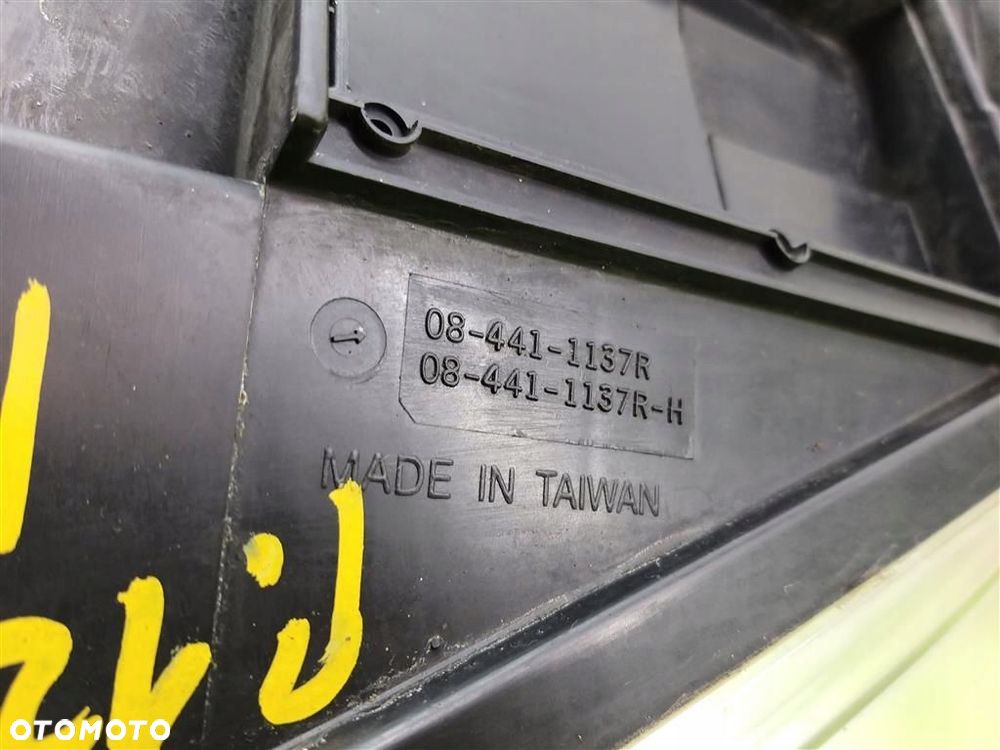 08-441-1137R
08-441-1137R-H
MADE IN TAIWAN
OTOMOTO